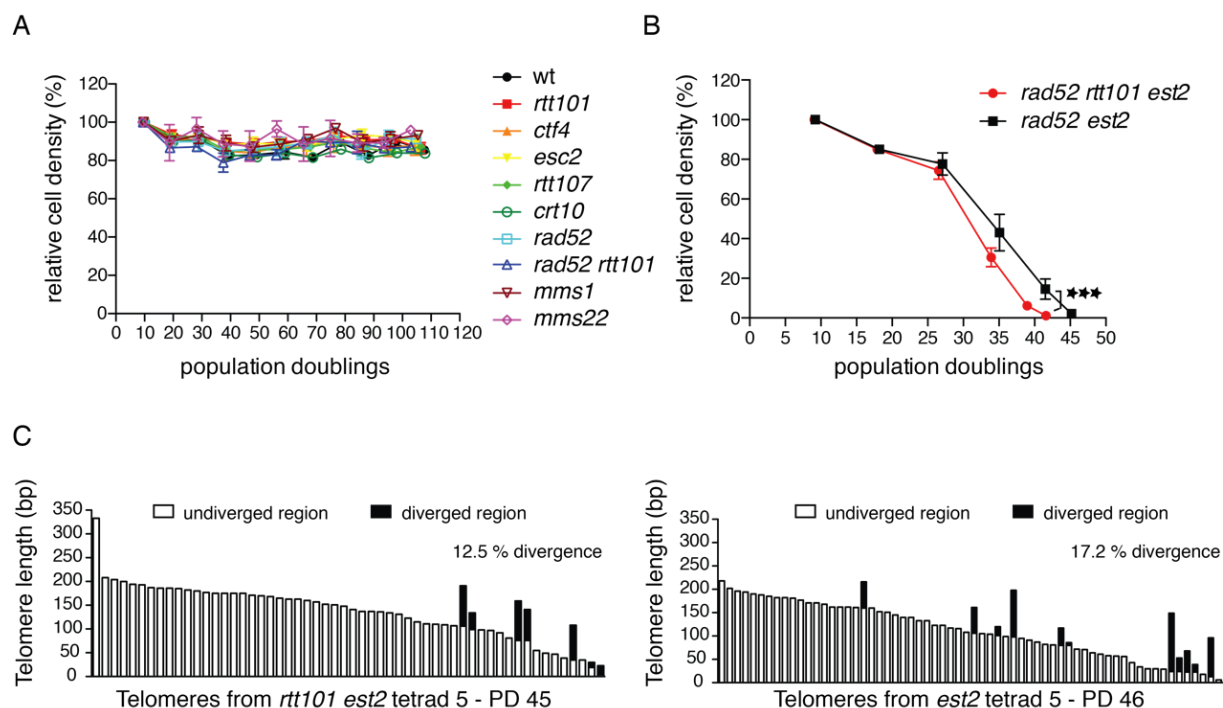 A
relative cell density (%)
120
100
80
60
40
20
0
0 10 20 30 40 50 60 70 80 90 100 110 120
population doublings
wt
rtt101
ctf4
esc2
rtt107
crt10
rad52
rad52 rtt101
mms1
mms22
B
relative cell density (%)
120
100
80
60
40
20
0
0 5 10 15 20 25 30 35 40 45 50
population doublings
rad52 rtt101 est2
rad52 est2
★★★
C
Telomere length (bp)
350
300
250
200
150
100
50
0
undiverged region diverged region
12.5 % divergence
Telomeres from rtt101 est2 tetrad 5 - PD 45
Telomere length (bp)
350
300
250
200
150
100
50
0
undiverged region diverged region
17.2 % divergence
Telomeres from est2 tetrad 5 - PD 46